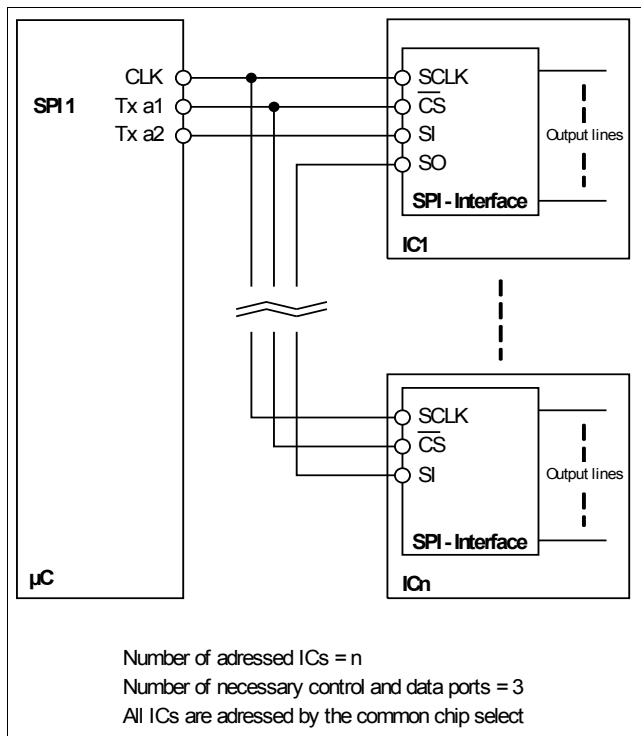 CLK
SPI 1
Tx a1
Tx a2
µC
SCLK
CS
SI
SO
SPI - Interface
Output lines
IC1
SCLK
CS
SI
SPI - Interface
Output lines
ICn
Number of adressed ICs = n
Number of necessary control and data ports = 3
All ICs are adressed by the common chip select